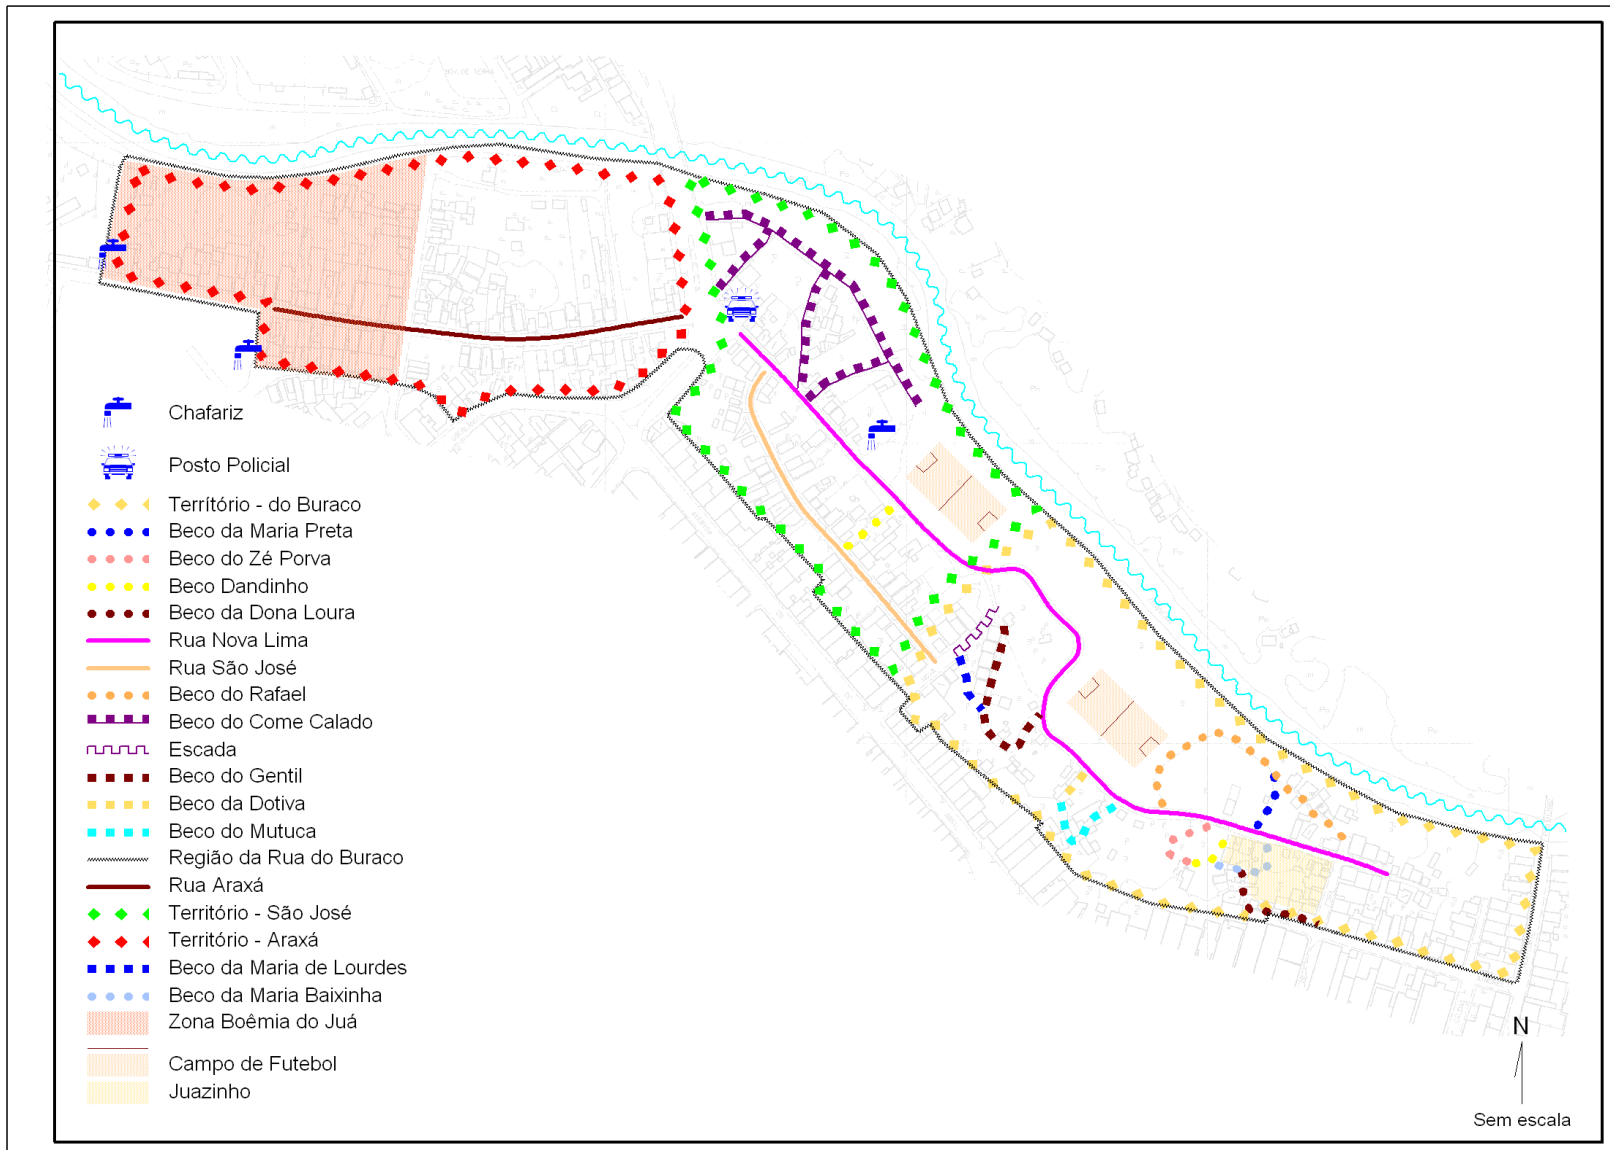 Chafariz
Posto Policial
Terrítório - do Buraco
Beco da Maria Preta
Beco do Zé Porva
Beco Dandinho
Beco da Dona Loura
Rua Nova Lima
Rua São José
Beco do Rafael
Beco do Come Calado
Escada
Beco do Gentil
Beco da Dotiva
Beco do Mutuca
Região da Rua do Buraco
Rua Araxá
Território - São José
Território - Araxá
Beco da Maria de Lourdes
Beco da Maria Baixinha
Zona Boêmia do Juá
Campo de Futebol
Juazinho
N
Sem escala